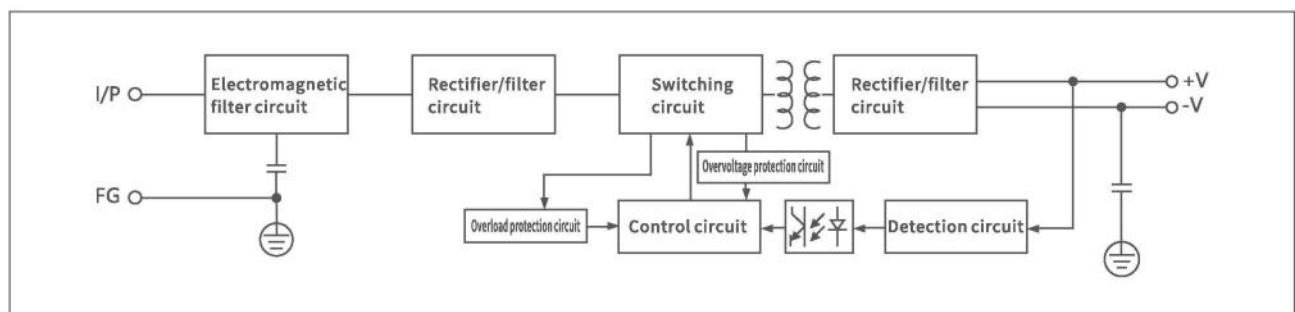 I/P
Electromagnetic
filter circuit
Rectifier/filter
circuit
Switching
circuit
Rectifier/filter
circuit
+V
-V
Overvoltage protection circuit
FG
Overload protection circuit
Control circuit
Detection circuit